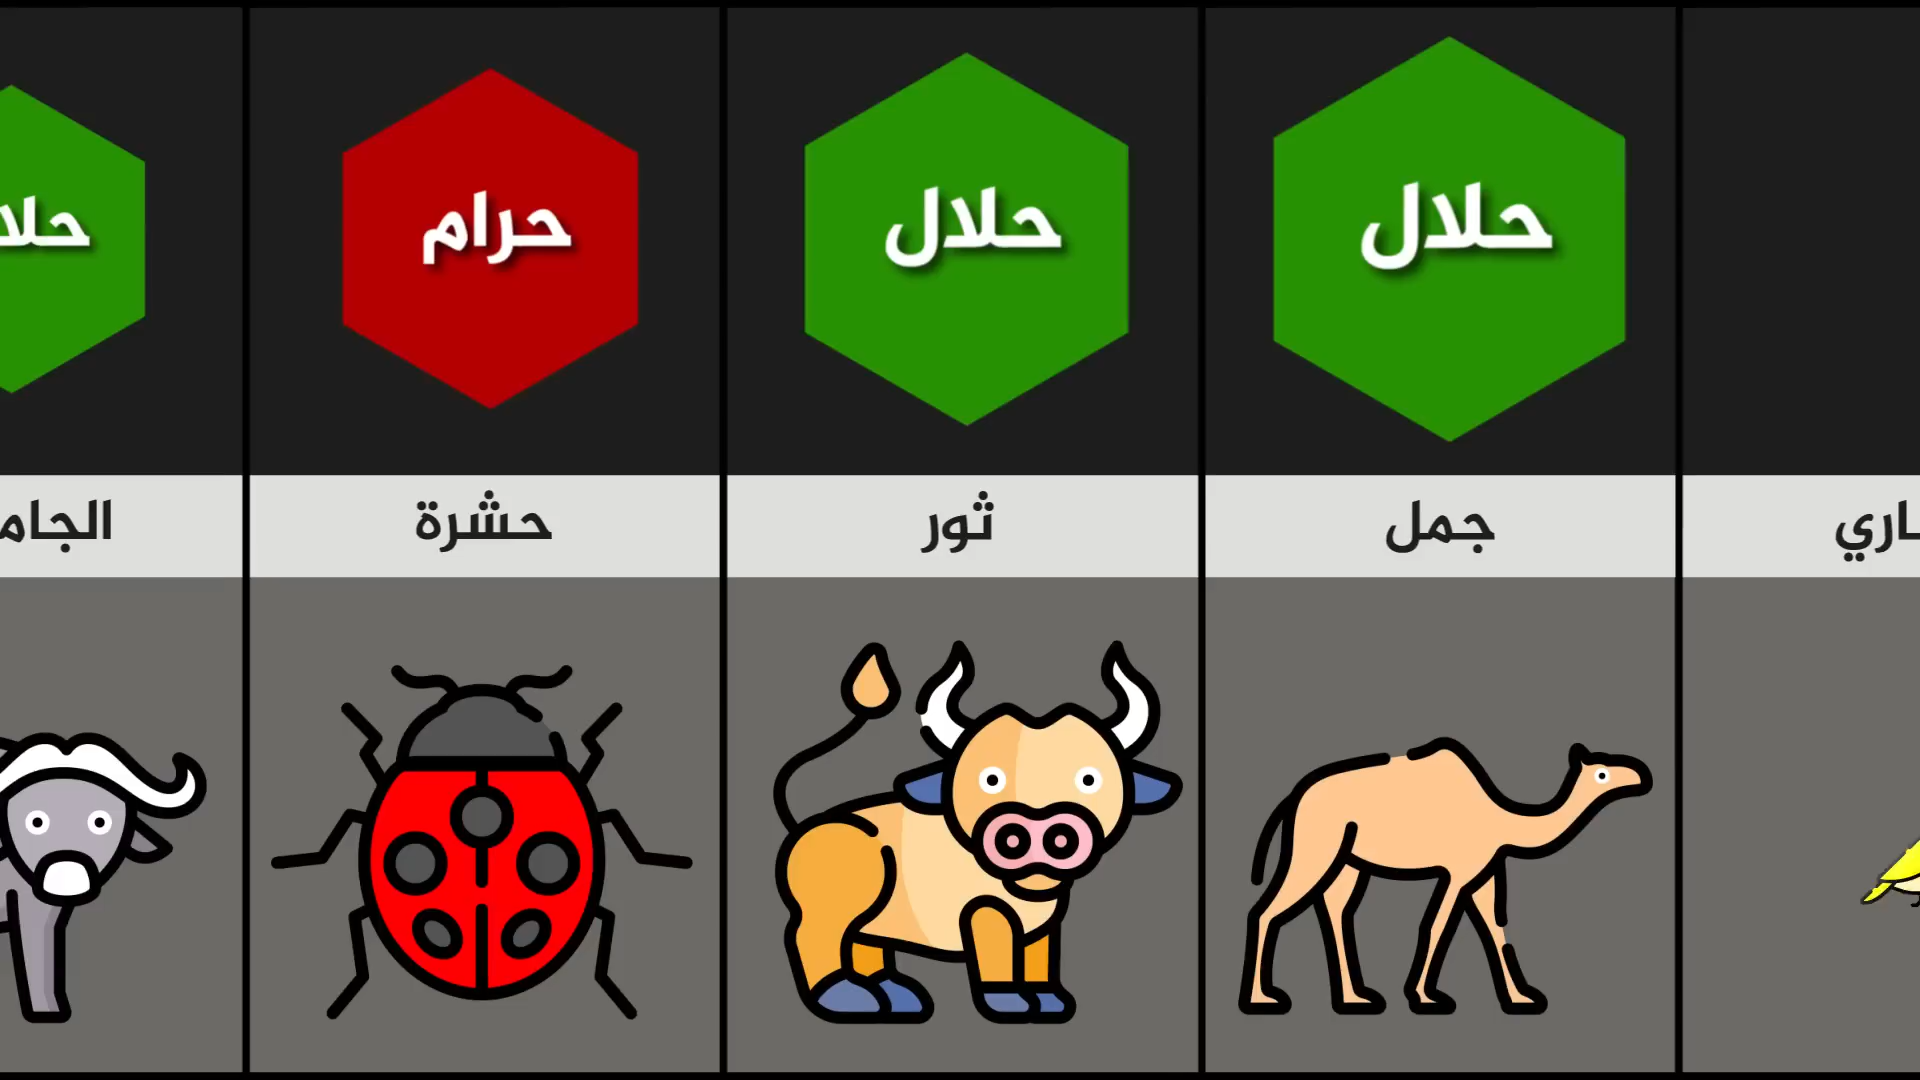 حرام
حلال
حلال
حشرة
ثور
جمل